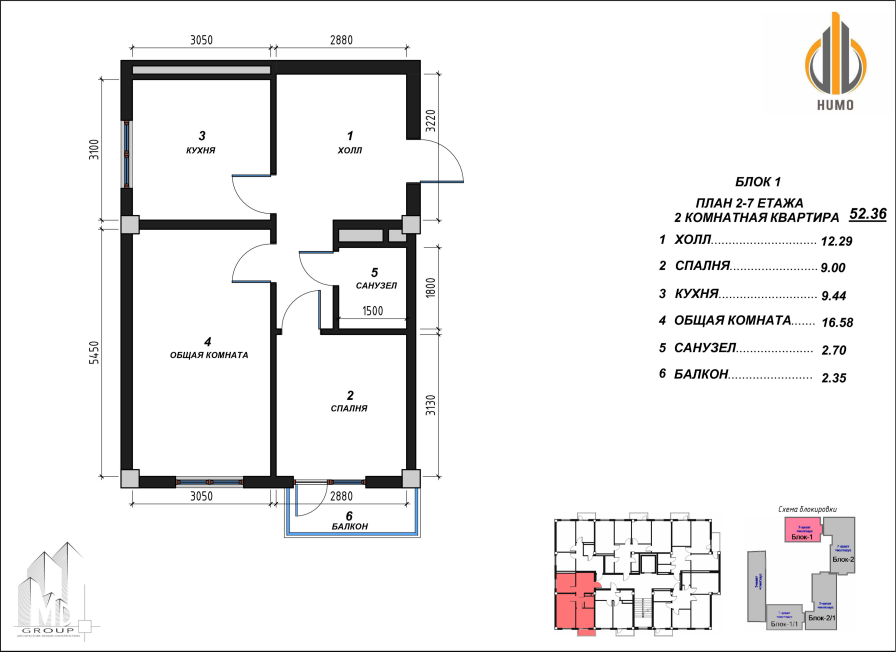 3050
2880
HUMO
3220
3100
3
КУХНЯ
1
ХОЛЛ
БЛОК 1
ПЛАН 2-7 ЕТАЖА
2 КОМНАТНАЯ КВАРТИРА 52.36
1 ХОЛЛ............................ 12.29
2 СПАЛНЯ....................... 9.00
3 КУХНЯ.......................... 9.44
4 ОБЩАЯ КОМНАТА...... 16.58
5 САНУЗЕЛ..................... 2.70
6 БАЛКОН....................... 2.35
5
САНУЗЕЛ
1800
1500
5450
4
ОБЩАЯ КОМНАТА
2
СПАЛНЯ
3130
3050
2880
6
БАЛКОН
Схема блокировки
Блок-1
Блок-2
Блок-1/1
Блок-2/1
GROUP